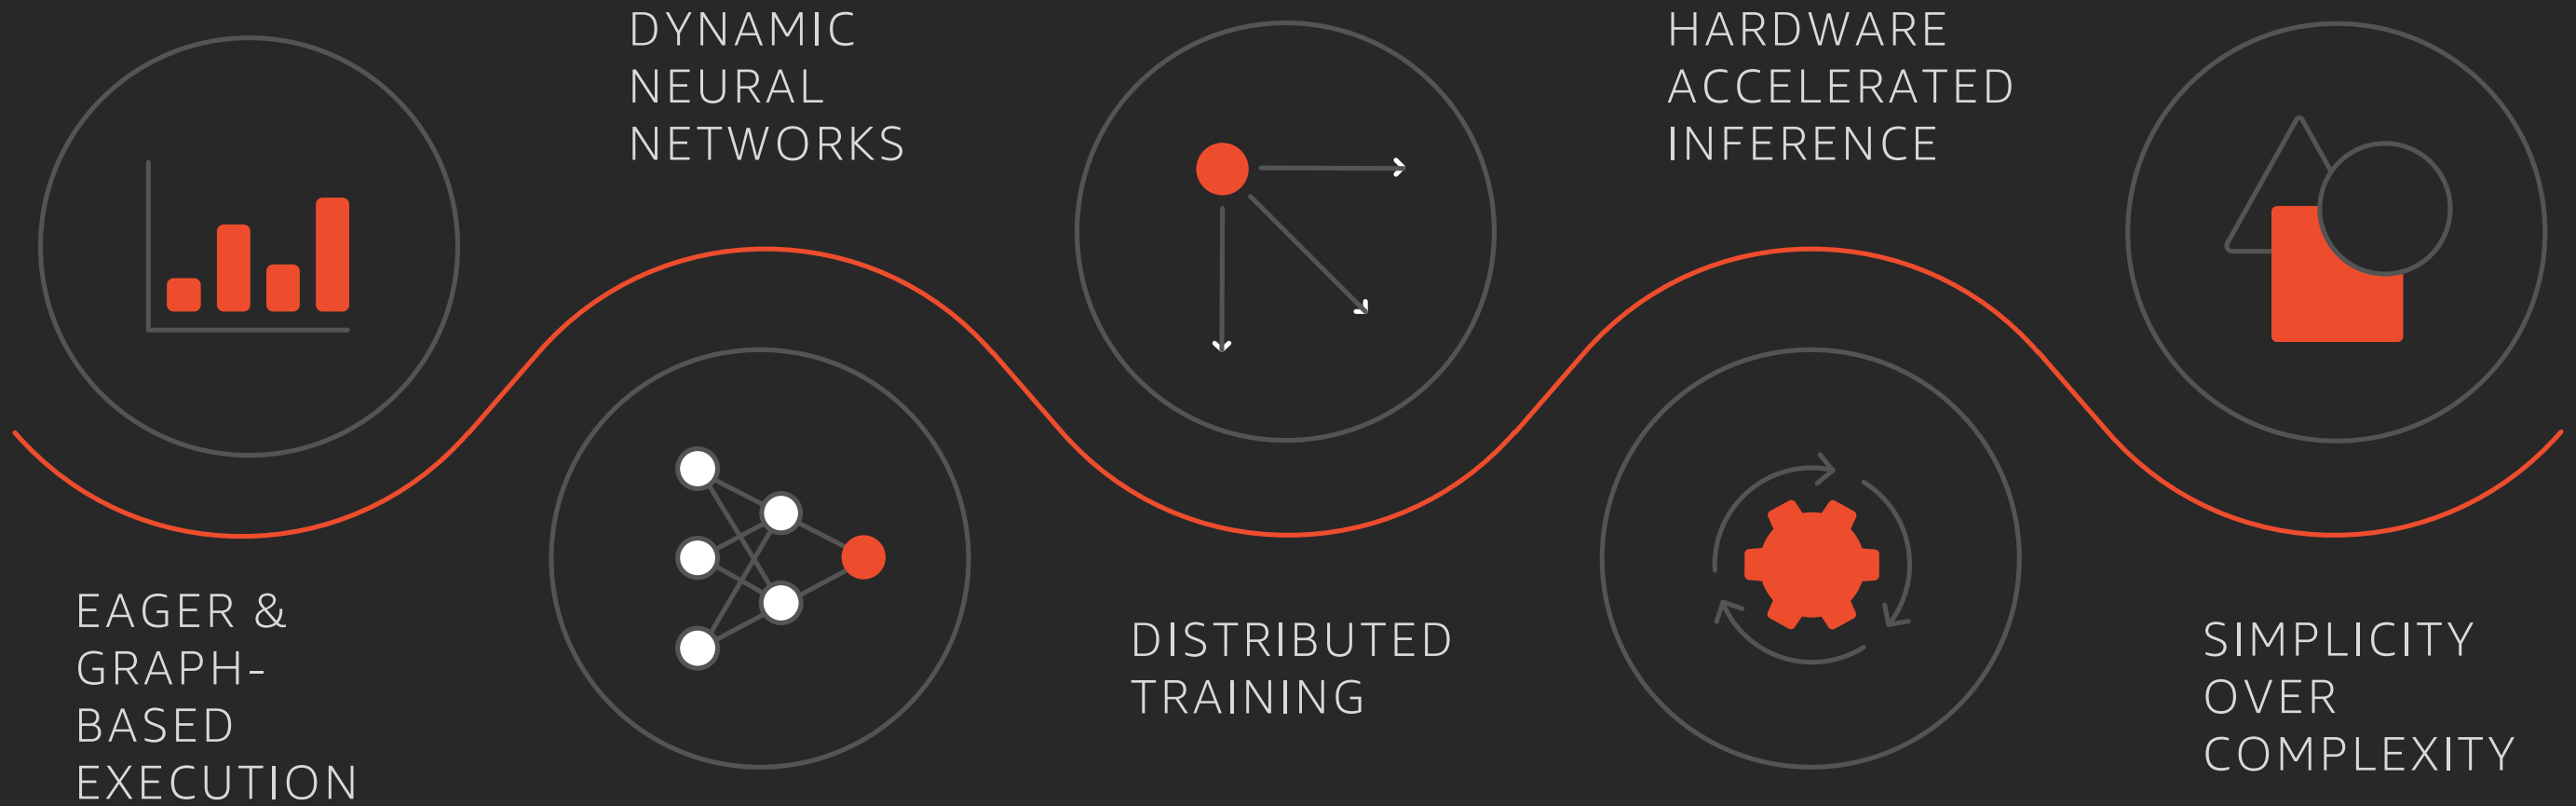 EAGER &
GRAPH-
BASED
EXECUTION
DYNAMIC
NEURAL
NETWORKS
DISTRIBUTED
TRAINING
HARDWARE
ACCELERATED
INFERENCE
SIMPLICITY
OVER
COMPLEXITY